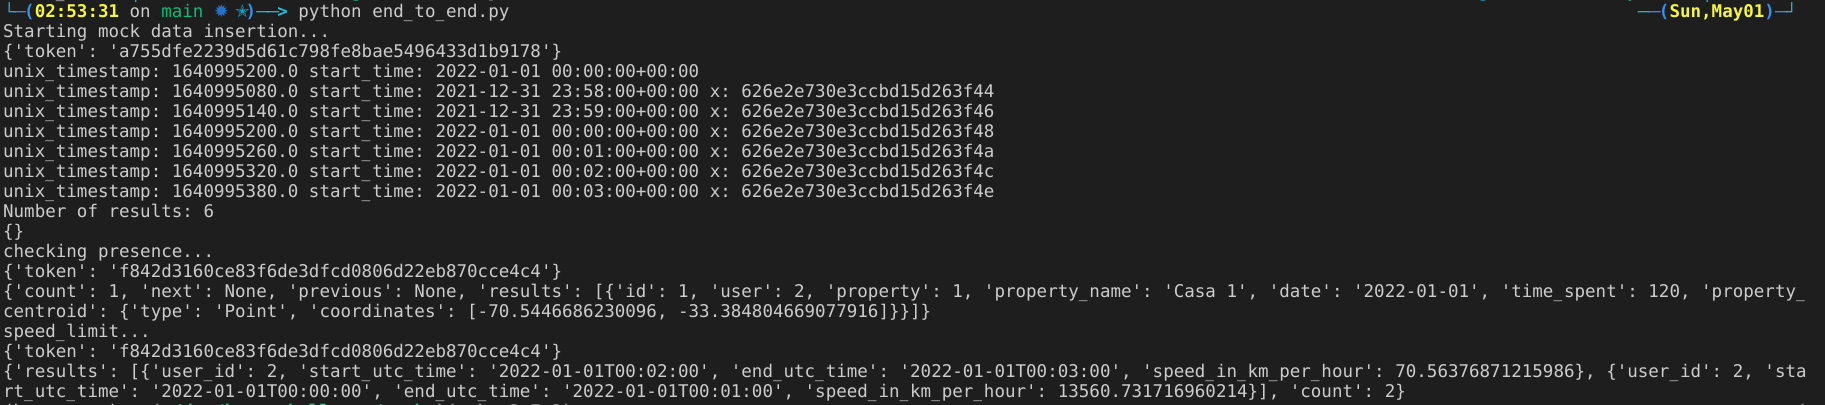 └─(02:53:31 on main ✹ ✭)──> python end_to_end.py ──(Sun,May01)─┘
Starting mock data insertion...
{'token': 'a755dfe2239d5d61c798fe8bae5496433d1b9178'}
unix_timestamp: 1640995200.0 start_time: 2022-01-01 00:00:00+00:00
unix_timestamp: 1640995080.0 start_time: 2021-12-31 23:58:00+00:00 x: 626e2e730e3ccbd15d263f44
unix_timestamp: 1640995140.0 start_time: 2021-12-31 23:59:00+00:00 x: 626e2e730e3ccbd15d263f46
unix_timestamp: 1640995200.0 start_time: 2022-01-01 00:00:00+00:00 x: 626e2e730e3ccbd15d263f48
unix_timestamp: 1640995260.0 start_time: 2022-01-01 00:01:00+00:00 x: 626e2e730e3ccbd15d263f4a
unix_timestamp: 1640995320.0 start_time: 2022-01-01 00:02:00+00:00 x: 626e2e730e3ccbd15d263f4c
unix_timestamp: 1640995380.0 start_time: 2022-01-01 00:03:00+00:00 x: 626e2e730e3ccbd15d263f4e
Number of results: 6
{}
checking presence...
{'token': 'f842d3160ce83f6de3dfcd0806d22eb870cce4c4'}
{'count': 1, 'next': None, 'previous': None, 'results': [{'id': 1, 'user': 2, 'property': 1, 'property_name': 'Casa 1', 'date': '2022-01-01', 'time_spent': 120, 'property_
centroid': {'type': 'Point', 'coordinates': [-70.5446686230096, -33.384804669077916]}}]}
speed_limit...
{'token': 'f842d3160ce83f6de3dfcd0806d22eb870cce4c4'}
{'results': [{'user_id': 2, 'start_utc_time': '2022-01-01T00:02:00', 'end_utc_time': '2022-01-01T00:03:00', 'speed_in_km_per_hour': 70.56376871215986}, {'user_id': 2, 'sta
rt_utc_time': '2022-01-01T00:00:00', 'end_utc_time': '2022-01-01T00:01:00', 'speed_in_km_per_hour': 13560.731716960214}], 'count': 2}